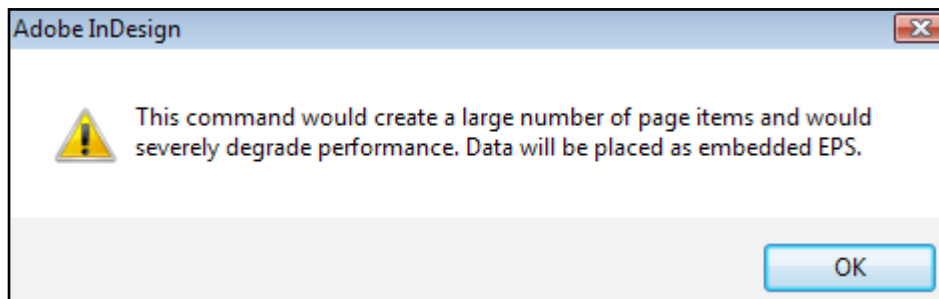 Adobe InDesign
This command would create a large number of page items and would
severely degrade performance. Data will be placed as embedded EPS.
OK